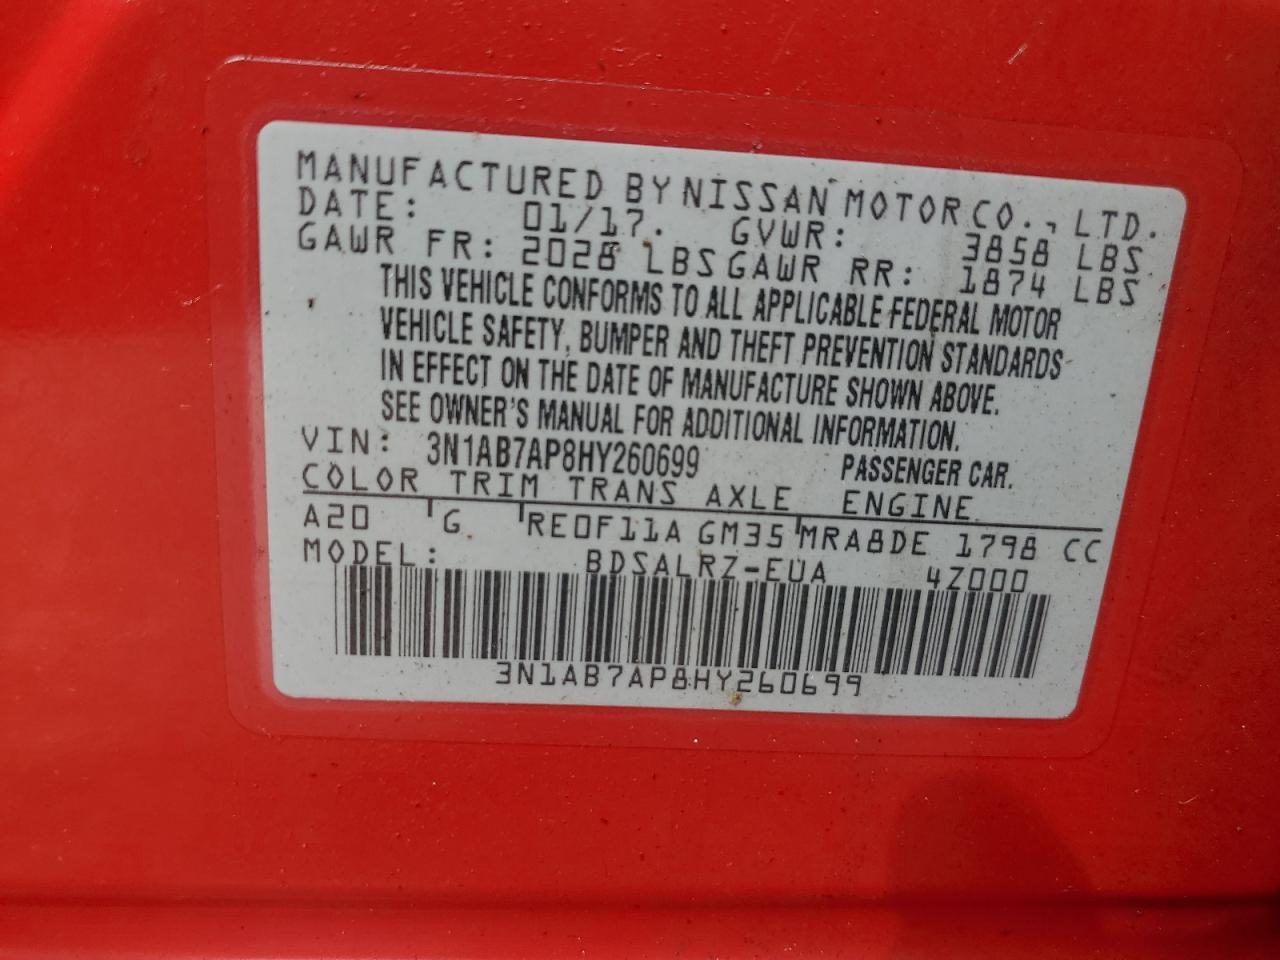 MANUFACTURED BY NISSAN MOTOR CO., LTD.
DATE: 01/17. GVWR: 3858 LBS
GAWR FR: 2028 LBS GAWR RR: 1874 LBS
THIS VEHICLE CONFORMS TO ALL APPLICABLE FEDERAL MOTOR
VEHICLE SAFETY, BUMPER AND THEFT PREVENTION STANDARDS
IN EFFECT ON THE DATE OF MANUFACTURE SHOWN ABOVE.
SEE OWNER'S MANUAL FOR ADDITIONAL INFORMATION.
VIN: 3N1AB7AP8HY260699 PASSENGER CAR.
COLOR TRIM TRANS AXLE ENGINE
A20 G RE0F11A GM35 MRA8DE 1798 CC
MODEL: BDSALRZ-EUA 4Z000
3N1AB7AP8HY260699